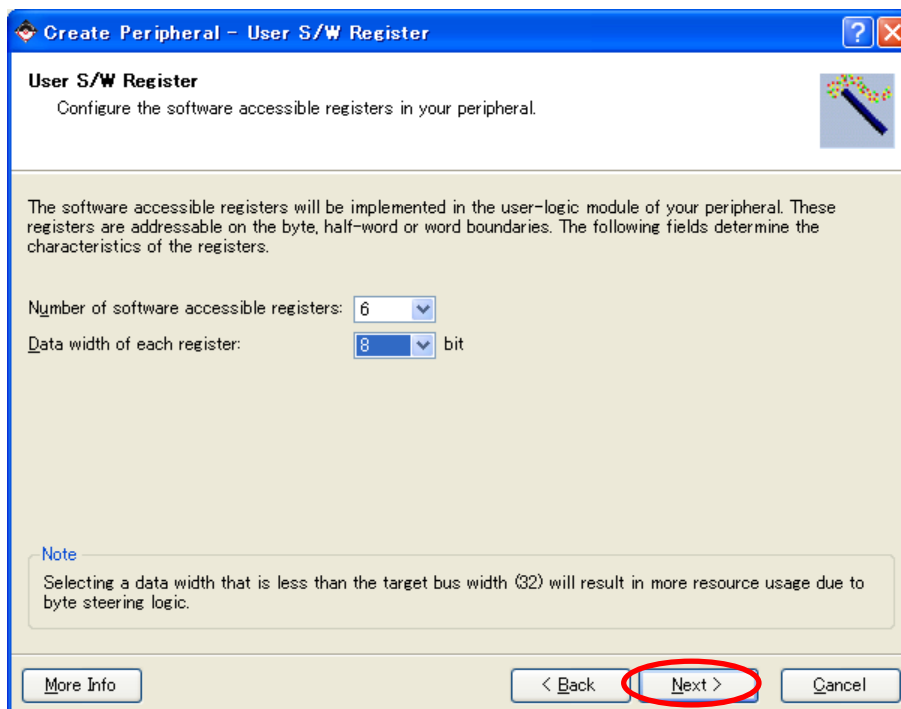 Create Peripheral - User S/W Register
User S/W Register
Configure the software accessible registers in your peripheral.
The software accessible registers will be implemented in the user-logic module of your peripheral. These
registers are addressable on the byte, half-word or word boundaries. The following fields determine the
characteristics of the registers.
Number of software accessible registers: 6
Data width of each register: 8 bit
Note
Selecting a data width that is less than the target bus width (32) will result in more resource usage due to
byte steering logic.
More Info < Back Next > Cancel